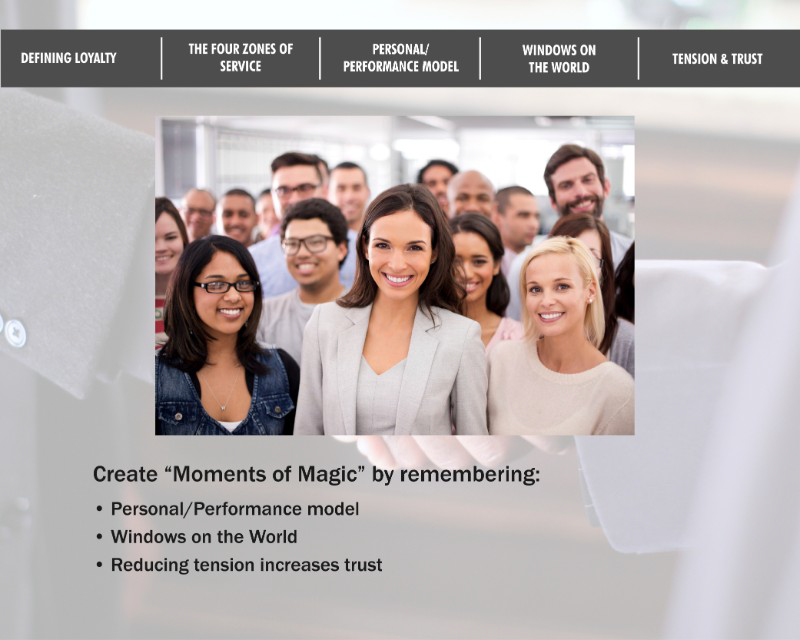 DEFINING LOYALTY
THE FOUR ZONES OF
SERVICE
PERSONAL/
PERFORMANCE MODEL
WINDOWS ON
THE WORLD
TENSION & TRUST
Create “Moments of Magic” by remembering:
• Personal/Performance model
• Windows on the World
• Reducing tension increases trust